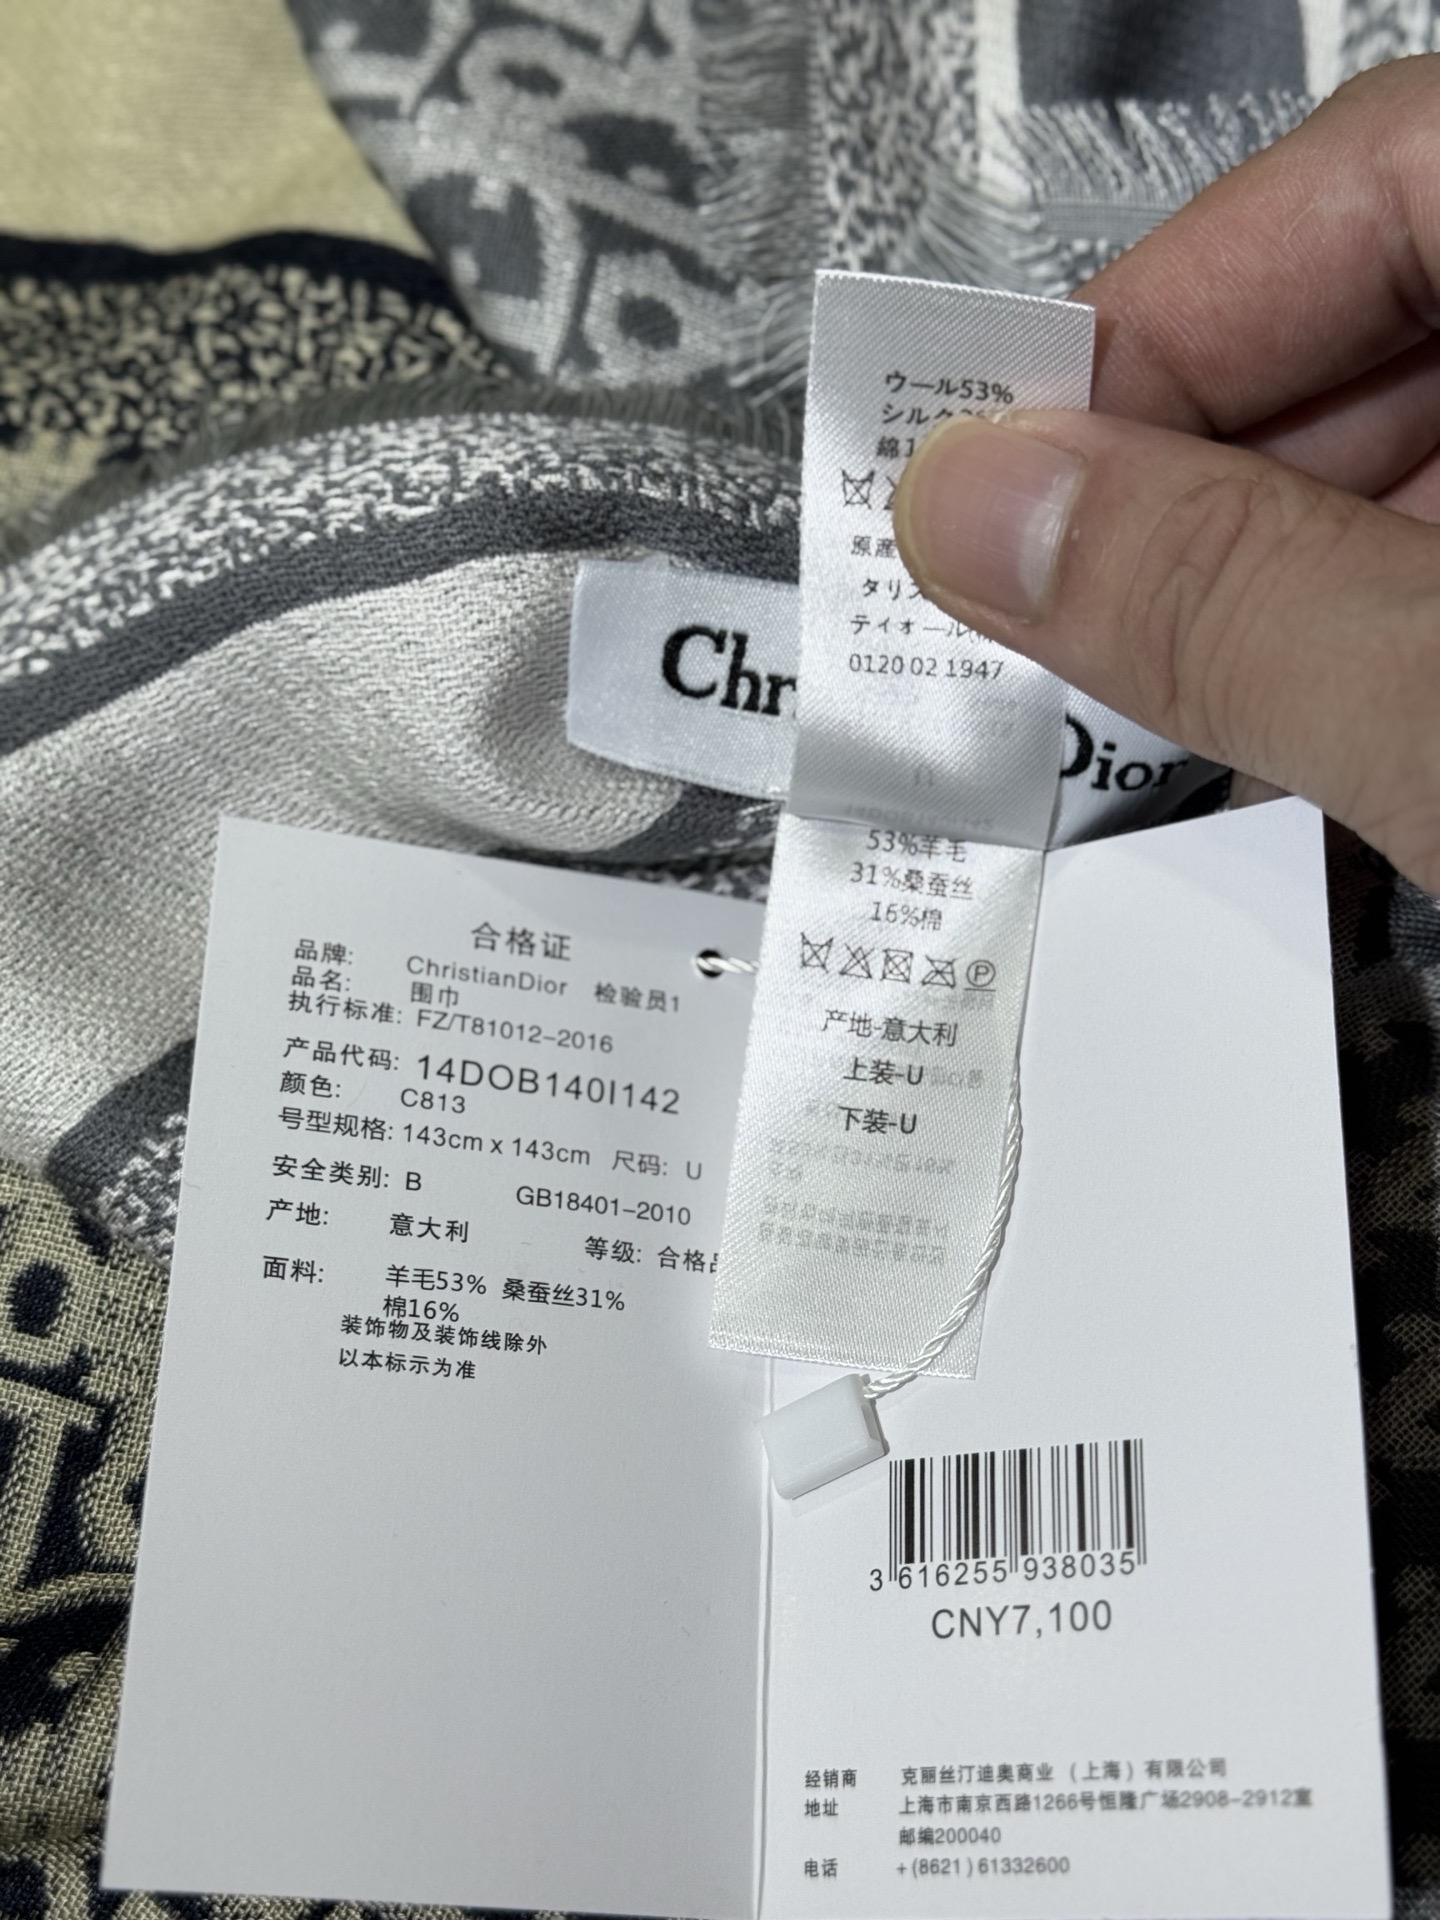 ウール53%
シルク
綿1
原産
タリ
ティオール
0120 02 1947
Chr
Dior
53%羊毛
31%桑蚕丝
16%棉
P
产地-意大利
上装-U
下装-U
合格证
品牌: ChristianDior 检验员1
品名: 围巾
执行标准: FZ/T81012-2016
产品代码: 14DOB140I142
颜色: C813
号型规格: 143cm x 143cm 尺码: U
安全类别: B GB18401-2010
产地: 意大利 等级: 合格
面料: 羊毛53% 桑蚕丝31%
棉16%
装饰物及装饰线除外
以本标示为准
3 616255 938035
CNY7,100
经销商 克丽丝汀迪奥商业（上海）有限公司
地址 上海市南京西路1266号恒隆广场2908-2912室
邮编200040
电话 +(8621) 61332600